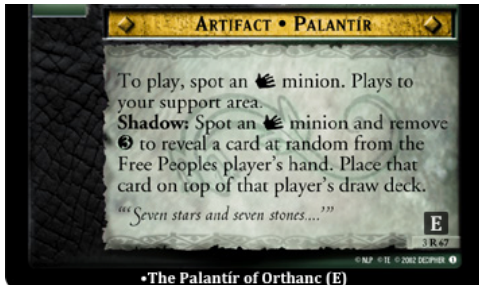 ARTIFACT • PALANTÍR
To play, spot an minion. Plays to
your support area.
Shadow: Spot an minion and remove
3 to reveal a card at random from the
Free Peoples player's hand. Place that
card on top of that player's draw deck.
"'Seven stars and seven stones....'"
E
3 R 67
© NLP © TE © 2002 DECIPHER 1
•The Palantír of Orthanc (E)